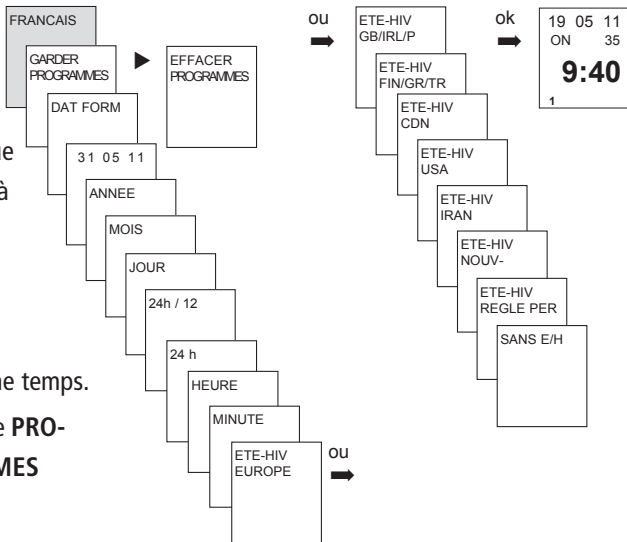 FRANCAIS
GARDER
PROGRAMMES
EFFACER
PROGRAMMES
DAT FORM
31 05 11
ANNEE
MOIS
JOUR
24h / 12
24 h
HEURE
MINUTE
ETE-HIV
EUROPE
ou
ou
ETE-HIV
GB/IRL/P
ETE-HIV
FIN/GR/TR
ETE-HIV
CDN
ETE-HIV
USA
ETE-HIV
IRAN
ETE-HIV
NOUV-
ETE-HIV
REGLE PER
SANS E/H
ok
19 05 11
ON 35
9:40
1
à
temps.
PRO-